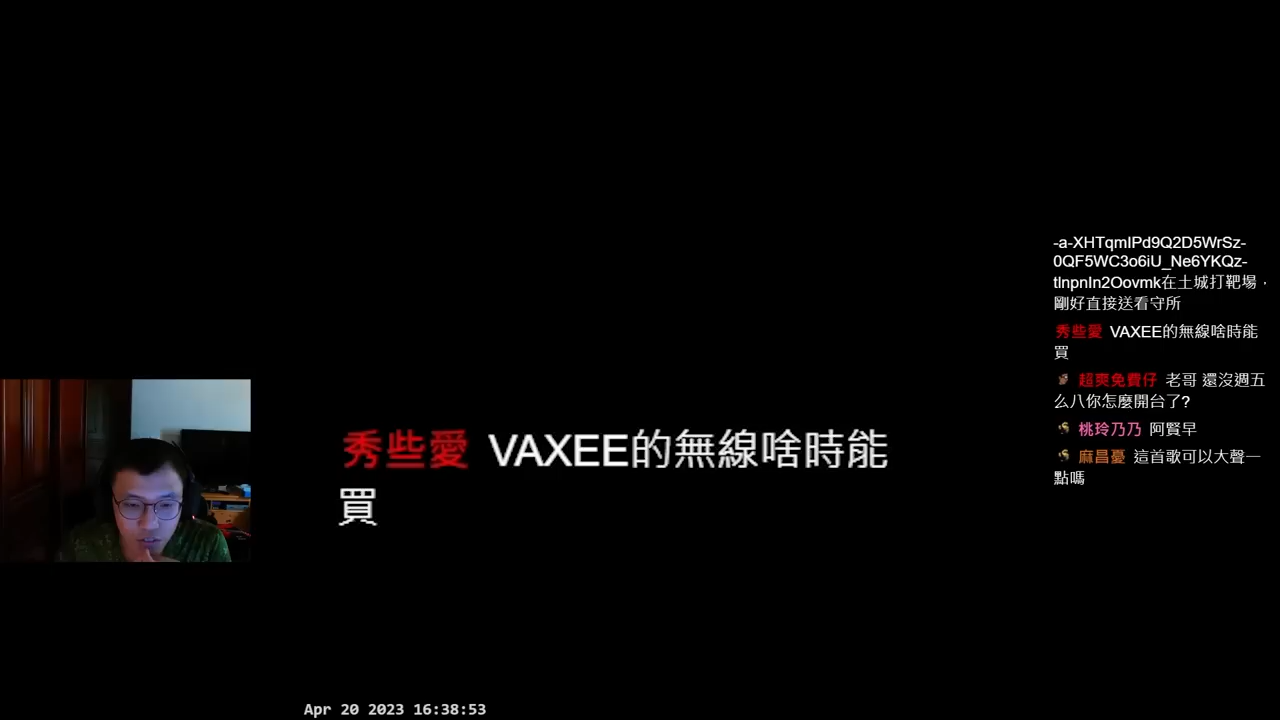 -a-XHTqmlPd9Q2D5WrSz-
0QF5WC3o6iU_Ne6YKQz-
tlnpnIn2Oovmk在土城打靶場，
剛好直接送看守所
秀些愛 VAXEE的無線啥時能
買
超爽免費仔 老哥 還沒週五
么八你怎麼開台了?
桃玲乃乃 阿賢早
麻昌憂 這首歌可以大聲一
點嗎
秀些愛 VAXEE的無線啥時能
買
Apr 20 2023 16:38:53